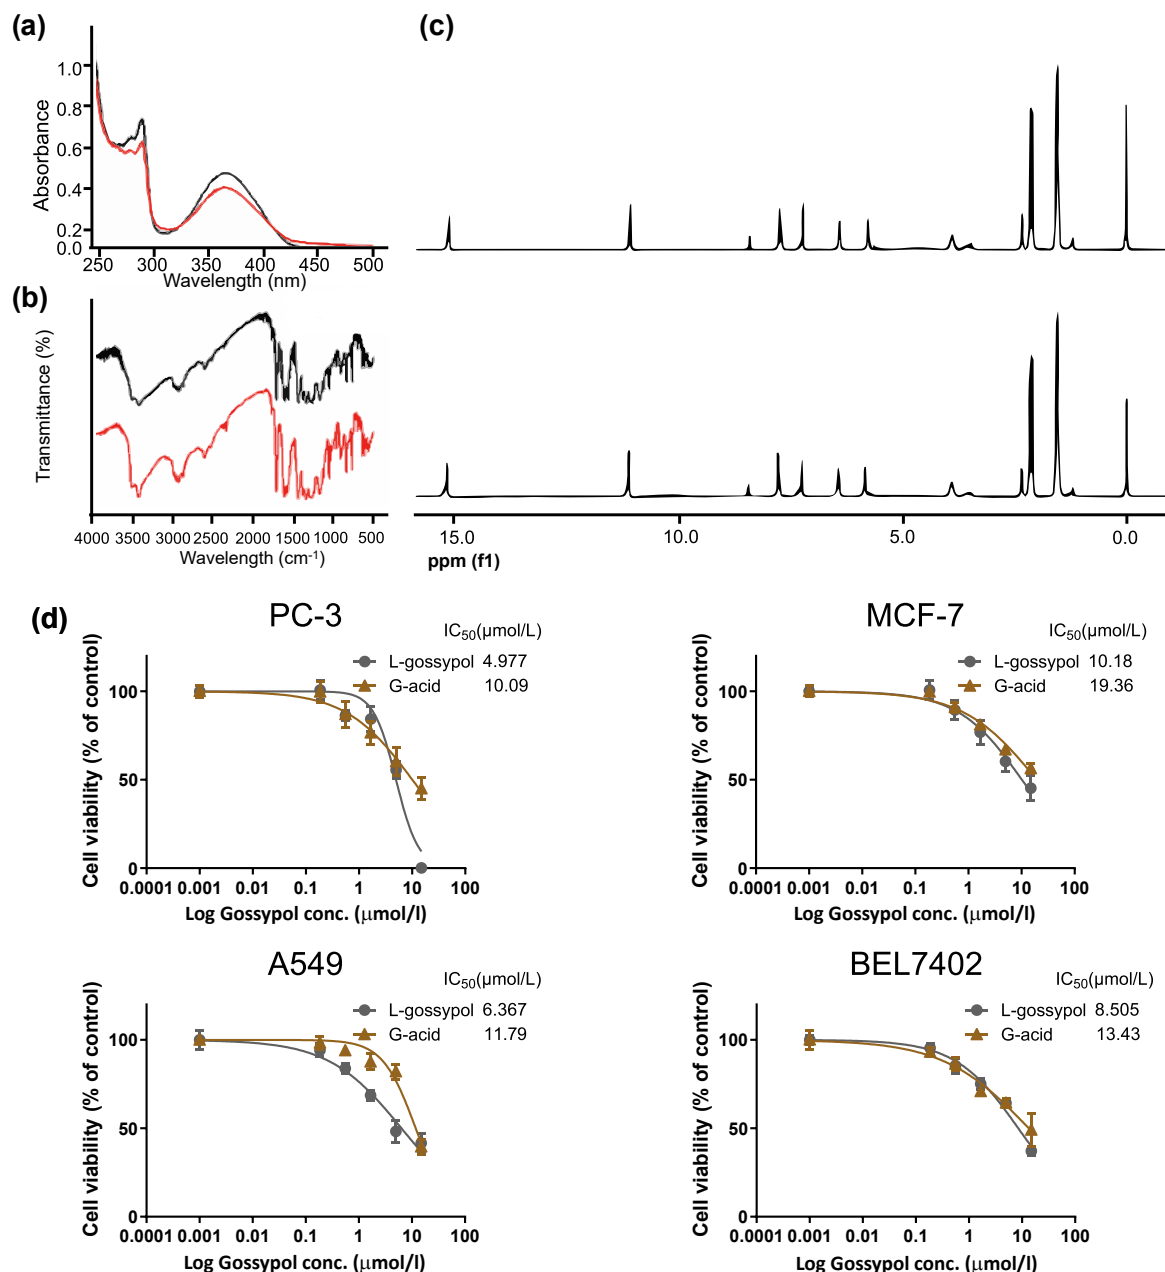 (a)
Absorbance
1.0
0.8
0.6
0.4
0.2
0.0
250 300 350 400 450 500
Wavelength (nm)
(b)
Transmittance (%)
4000 3500 3000 2500 2000 1500 1000 500
Wavelength (cm-1)
(c)
15.0 10.0 5.0 0.0
ppm (f1)
(d)
PC-3
IC50(μmol/L)
L-gossypol 4.977
G-acid 10.09
Cell viability (% of control)
100
50
0
0.0001 0.001 0.01 0.1 1 10 100
Log Gossypol conc. (μmol/l)
MCF-7
IC50(μmol/L)
L-gossypol 10.18
G-acid 19.36
Cell viability (% of control)
100
50
0
0.0001 0.001 0.01 0.1 1 10 100
Log Gossypol conc. (μmol/l)
A549
IC50(μmol/L)
L-gossypol 6.367
G-acid 11.79
Cell viability (% of control)
100
50
0
0.0001 0.001 0.01 0.1 1 10 100
Log Gossypol conc. (μmol/l)
BEL7402
IC50(μmol/L)
L-gossypol 8.505
G-acid 13.43
Cell viability (% of control)
100
50
0
0.0001 0.001 0.01 0.1 1 10 100
Log Gossypol conc. (μmol/l)